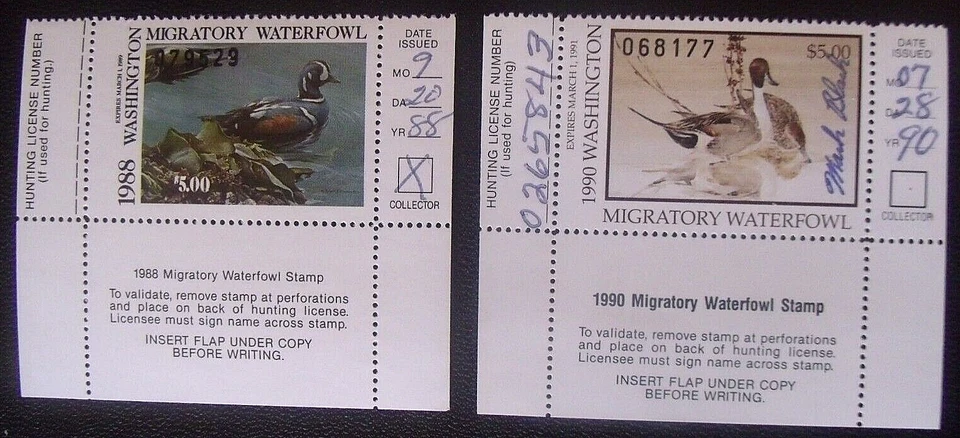 HUNTING LICENSE NUMBER
(If used for hunting.)
1988 WASHINGTON
EXPIRES MARCH 1, 1989
MIGRATORY WATERFOWL
079629
$5.00
DATE
ISSUED
MO 9
DA 20
YR 88
X
COLLECTOR
1988 Migratory Waterfowl Stamp
To validate, remove stamp at perforations
and place on back of hunting license.
Licensee must sign name across stamp.
INSERT FLAP UNDER COPY
BEFORE WRITING.
HUNTING LICENSE NUMBER
(If used for hunting)
0265843
EXPIRES MARCH 1, 1991
1990 WASHINGTON
068177
$5.00
Mark
MIGRATORY WATERFOWL
DATE
ISSUED
MO 07
DA 28
YR 90
COLLECTOR
1990 Migratory Waterfowl Stamp
To validate, remove stamp at perforations
and place on back of hunting license.
Licensee must sign name across stamp.
INSERT FLAP UNDER COPY
BEFORE WRITING.